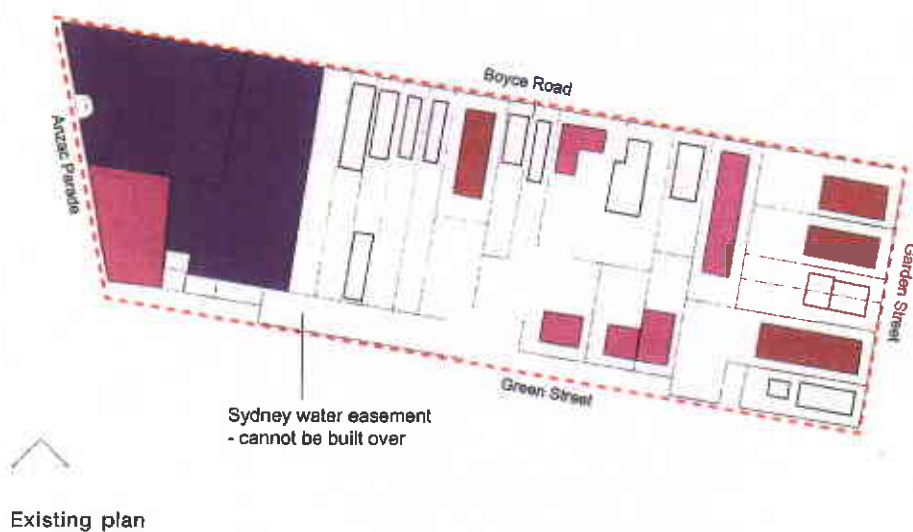 Boyce Road
Anzac Parade
Garden Street
Green Street
Sydney water easement
- cannot be built over
Existing plan